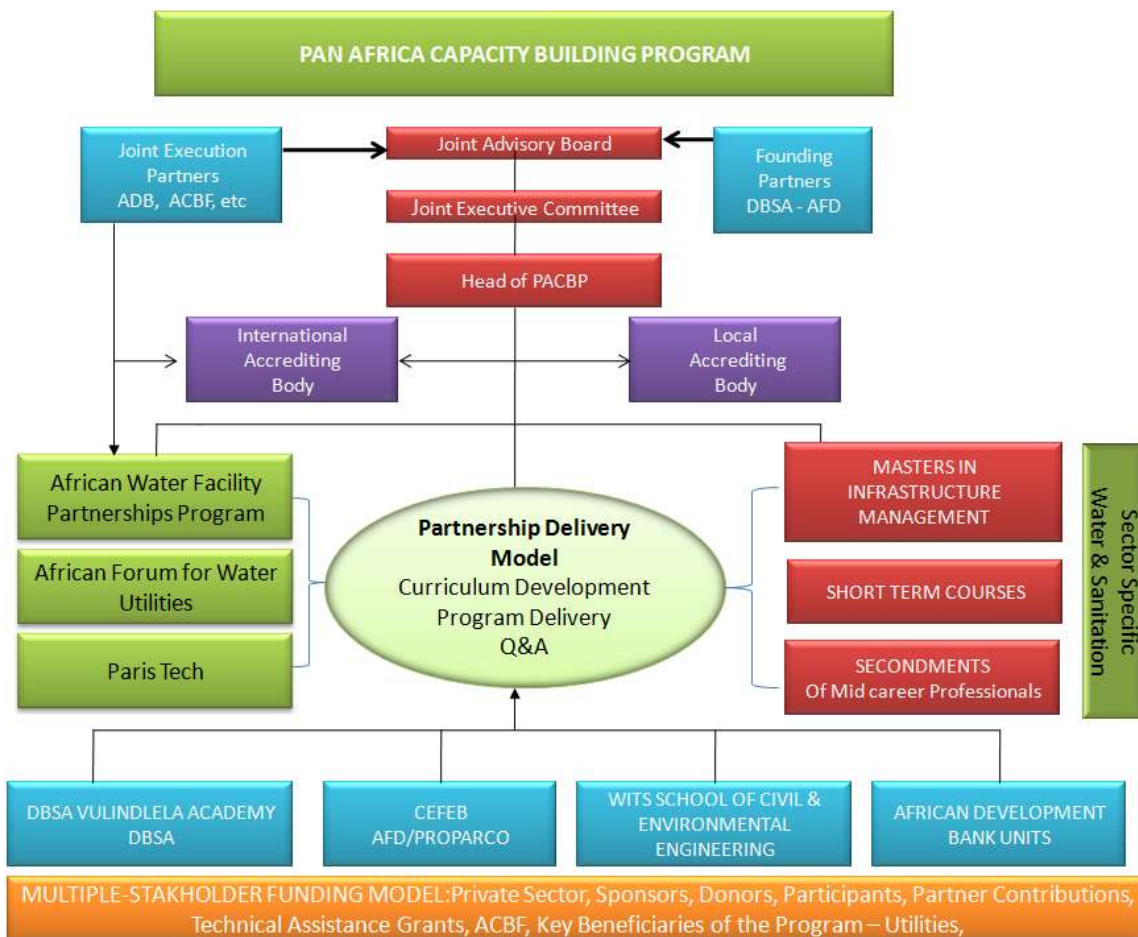 PAN AFRICA CAPACITY BUILDING PROGRAM
Joint Execution
Partners
ADB, ACBF, etc
Joint Advisory Board
Founding
Partners
DBSA - AFD
Joint Executive Committee
Head of PACBP
International
Accrediting
Body
Local
Accrediting
Body
African Water Facility
Partnerships Program
African Forum for Water
Utilities
Paris Tech
Partnership Delivery
Model
Curriculum Development
Program Delivery
Q&A
MASTERS IN
INFRASTRUCTURE
MANAGEMENT
SHORT TERM COURSES
SECONDMENTS
Of Mid career Professionals
Sector Specific
Water & Sanitation
DBSA VULINDLELA ACADEMY
DBSA
CEFEB
AFD/PROPARCO
WITS SCHOOL OF CIVIL &
ENVIRONMENTAL
ENGINEERING
AFRICAN DEVELOPMENT
BANK UNITS
MULTIPLE-STAKHOLDER FUNDING MODEL:Private Sector, Sponsors, Donors, Participants, Partner Contributions,
Technical Assistance Grants, ACBF, Key Beneficiaries of the Program – Utilities,